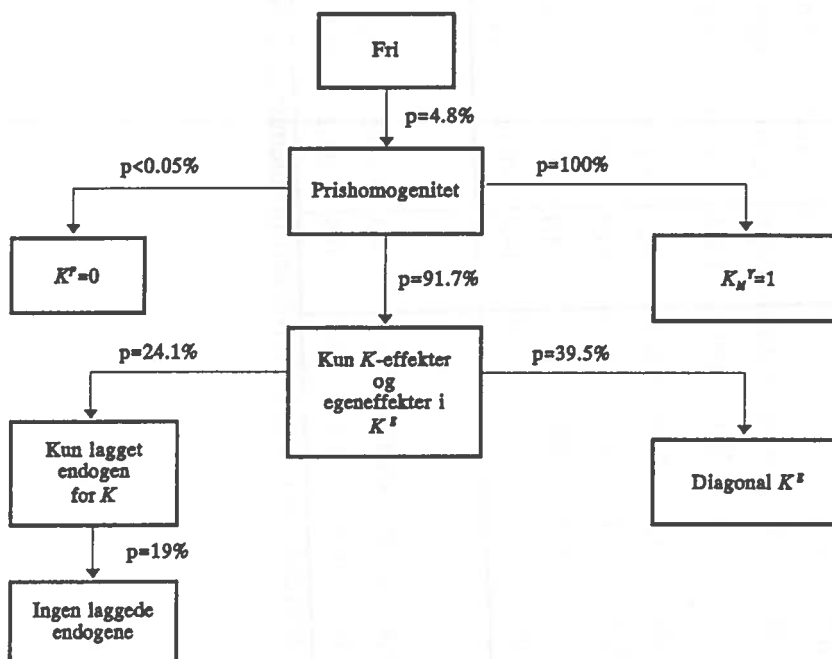 Fri
p=4.8%
p<0.05%
Prishomogenitet
p=100%
K^P=0
p=91.7%
K_M^Y=1
p=24.1%
Kun K-effekter
og
egeneffekter i
K^g
p=39.5%
Kun lagget
endogen
for K
Diagonal K^g
p=19%
Ingen laggede
endogene